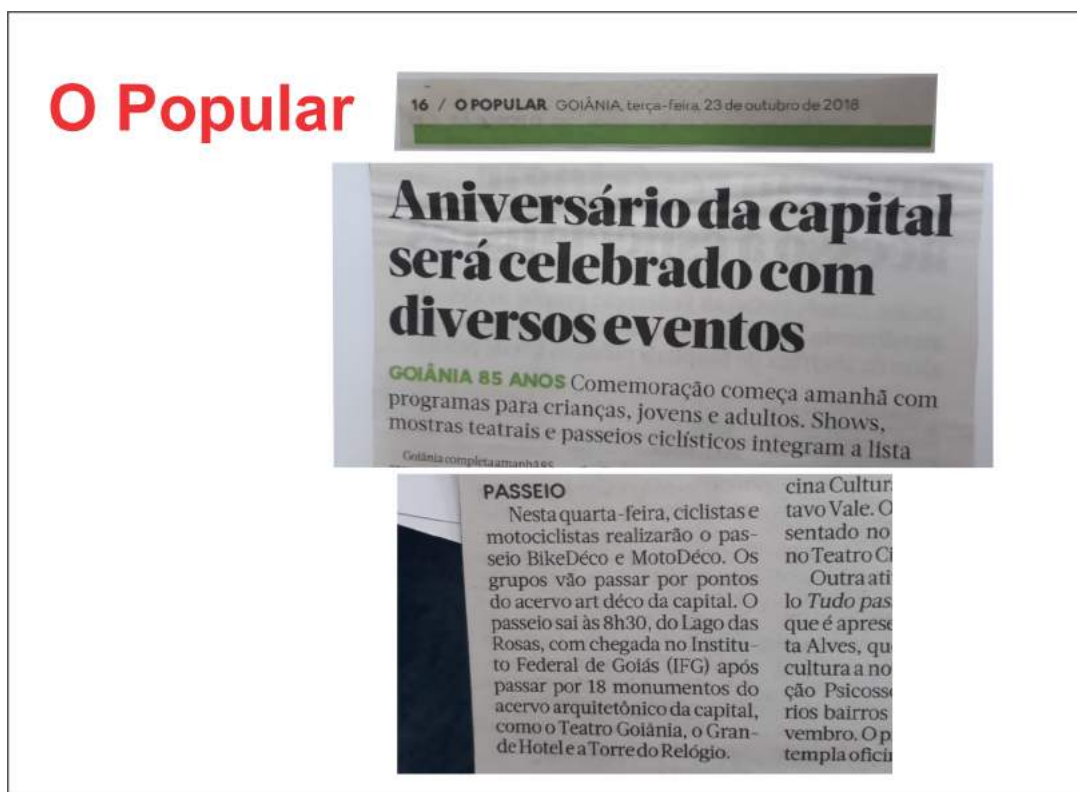 O Popular
16 / O POPULAR GOIÂNIA, terça-feira, 23 de outubro de 2018
Aniversário da capital
será celebrado com
diversos eventos
GOIÂNIA 85 ANOS Comemoração começa amanhã com
programas para crianças, jovens e adultos. Shows,
mostras teatrais e passeios ciclísticos integram a lista
Goiânia completa amanhã 85
PASSEIO
Nesta quarta-feira, ciclistas e
motociclistas realizarão o pas-
seio BikeDéco e MotoDéco. Os
grupos vão passar por pontos
do acervo art déco da capital. O
passeio sai às 8h30, do Lago das
Rosas, com chegada no Institu-
to Federal de Goiás (IFG) após
passar por 18 monumentos do
acervo arquitetônico da capital,
como o Teatro Goiânia, o Gran-
de Hotel e a Torre do Relógio.
cina Cultur
tavo Vale. O
sentado no
no Teatro Ci
Outra ati
lo Tudo pas
que é aprese
ta Alves, qu
cultura a no
ção Psicosso
rios bairros
vembro. O p
templa ofici